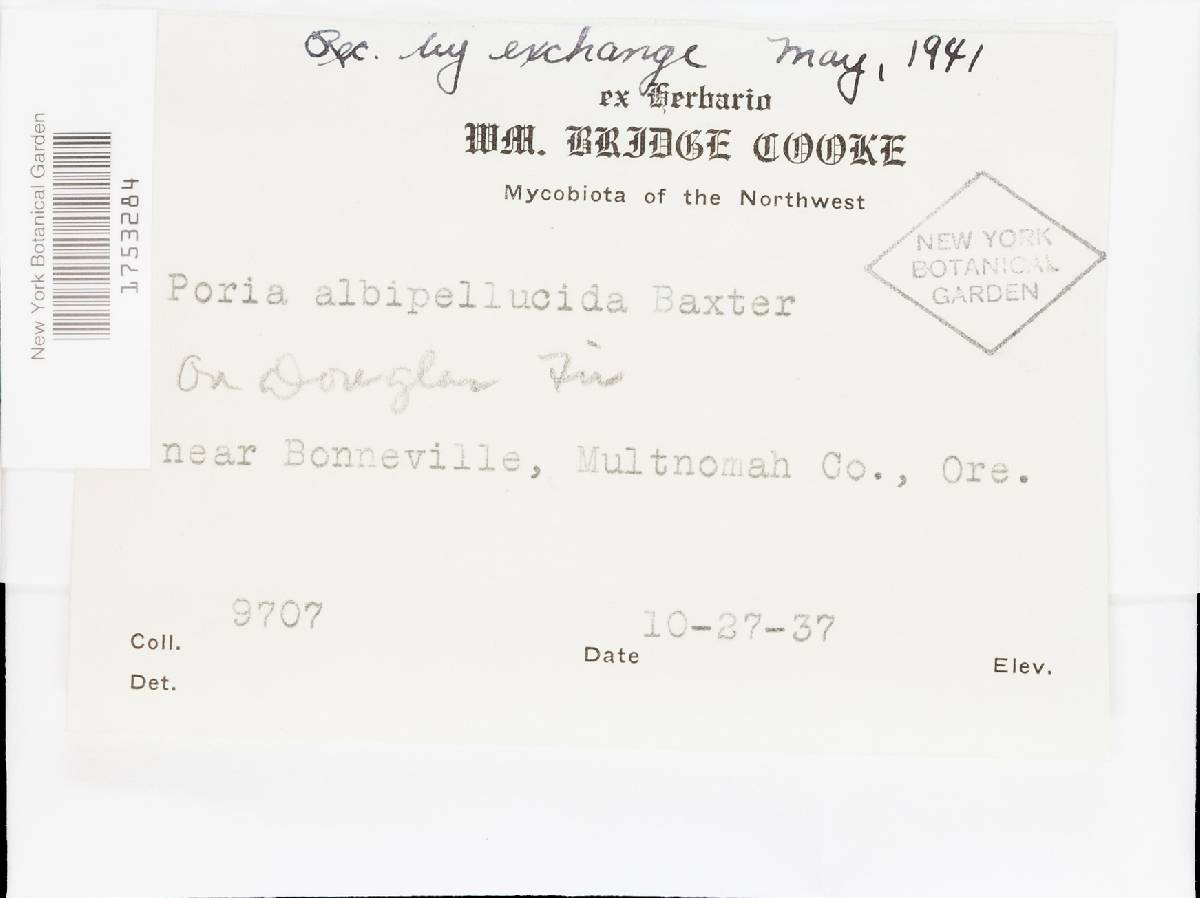 Rec. by exchange May, 1941
ex Herbario
WM. BRIDGE COOKE
Mycobiota of the Northwest
NEW YORK
BOTANICAL
GARDEN
New York Botanical Garden
1753284
Poria albipellucida Baxter
On Douglas Fir
near Bonneville, Multnomah Co., Ore.
9707
10-27-37
Coll.
Date
Elev.
Det.